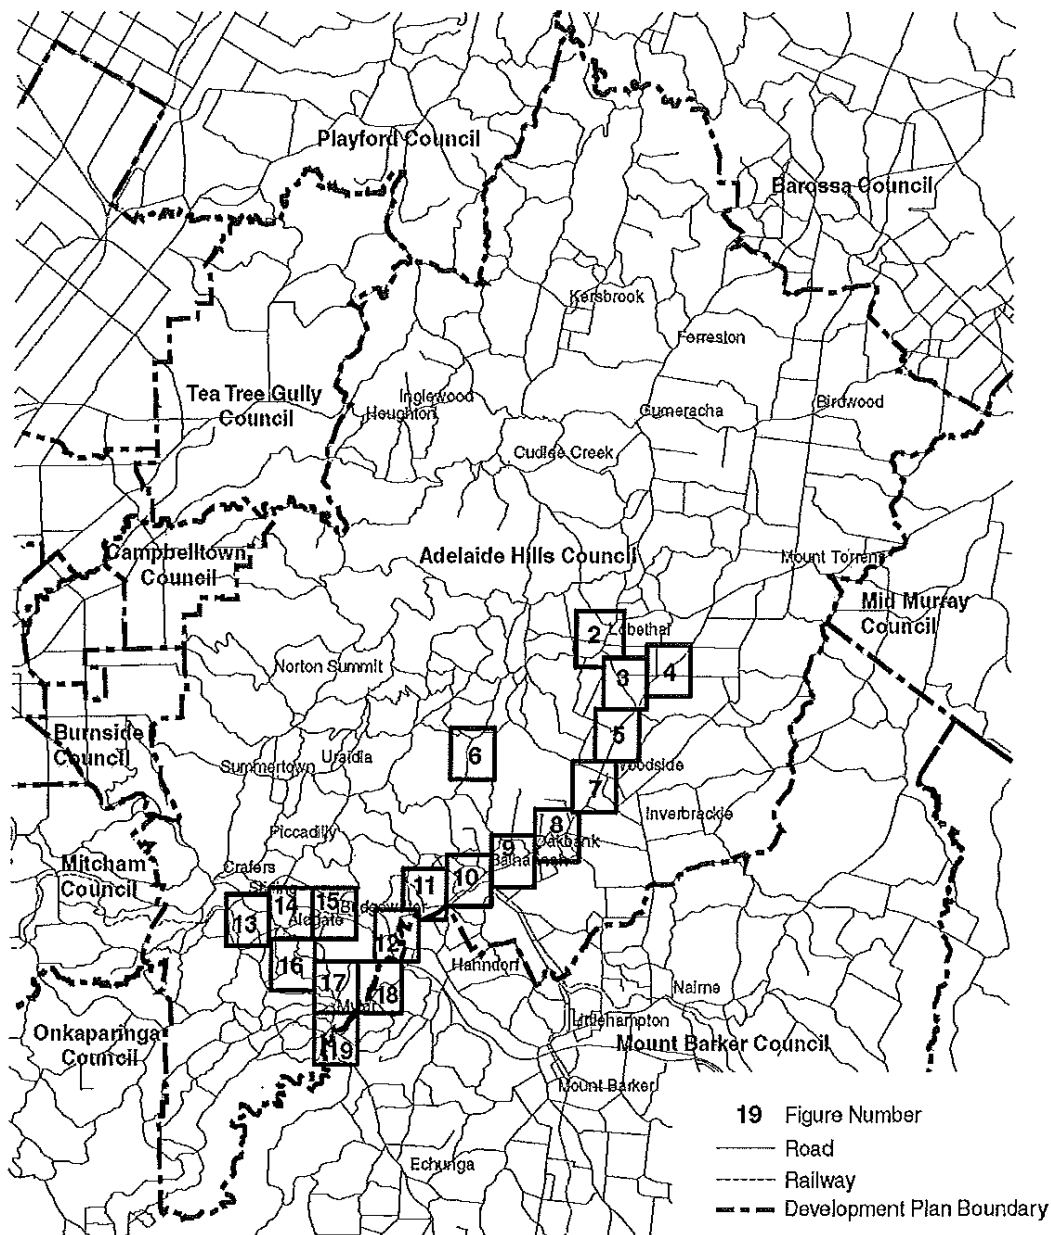 Playford Council
Barossa Council
Kersbrook
Forreston
Tea Tree Gully
Council
Inglewood
Houghton
Gumeracha
Birdwood
Cudlee Creek
Campbelltown
Council
Adelaide Hills Council
Mount Torrens
Mid Murray
Council
2
Lobethal
3
4
Norton Summit
5
Burnside
Council
Uraidla
Summertown
6
Woodside
7
Inverbrackie
8
Oakbank
Piccadilly
9
Balhannah
Mitcham
Council
Crafers
Stirling
10
11
Bridgewater
13
14
15
Aldgate
12
Hahndorf
16
17
18
Mylor
Nairne
Littlehampton
Onkaparinga
Council
19
Mount Barker Council
Mount Barker
Echunga
19 Figure Number
Road
Railway
Development Plan Boundary